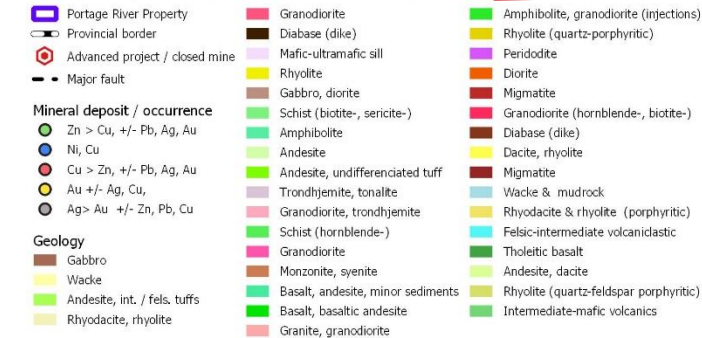 Portage River Property
Provincial border
Advanced project / closed mine
Major fault
Mineral deposit / occurrence
Zn > Cu, +/- Pb, Ag, Au
Ni, Cu
Cu > Zn, +/- Pb, Ag, Au
Au +/- Ag, Cu,
Ag> Au +/- Zn, Pb, Cu
Geology
Gabbro
Wacke
Andesite, int. / fels. tuffs
Rhyodacite, rhyolite
Granodiorite
Diabase (dike)
Mafic-ultramafic sill
Rhyolite
Gabbro, diorite
Schist (biotite-, sericite-)
Amphibolite
Andesite
Andesite, undifferenciated tuff
Trondhjemite, tonalite
Granodiorite, trondhjemite
Schist (hornblende-)
Granodiorite
Monzonite, syenite
Basalt, andesite, minor sediments
Basalt, basaltic andesite
Granite, granodiorite
Amphibolite, granodiorite (injections)
Rhyolite (quartz-porphyritic)
Peridodite
Diorite
Migmatite
Granodiorite (hornblende-, biotite-)
Diabase (dike)
Dacite, rhyolite
Migmatite
Wacke & mudrock
Rhyodacite & rhyolite (porphyritic)
Felsic-intermediate volcaniclastic
Tholeitic basalt
Andesite, dacite
Rhyolite (quartz-feldspar porphyritic)
Intermediate-mafic volcanics